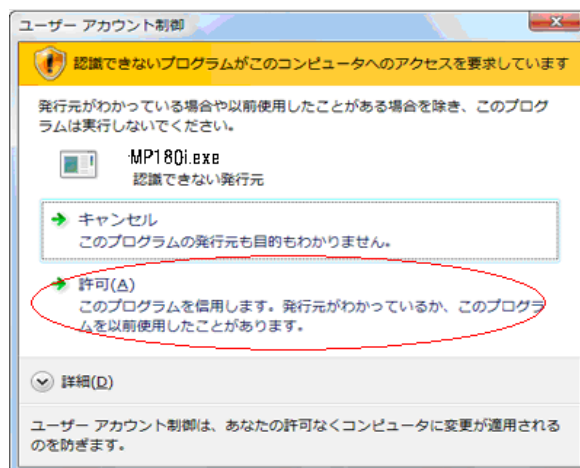 ユーザー アカウント制御
認識できないプログラムがこのコンピュータへのアクセスを要求しています
発行元がわかっている場合や以前使用したことがある場合を除き、このプログ
ラムは実行しないでください。
MP180i.exe
認識できない発行元
キャンセル
このプログラムの発行元も目的もわかりません。
許可(A)
このプログラムを信用します。発行元がわかっているか、このプログラ
ムを以前使用したことがあります。
詳細(D)
ユーザー アカウント制御は、あなたの許可なくコンピュータに変更が適用される
のを防ぎます。